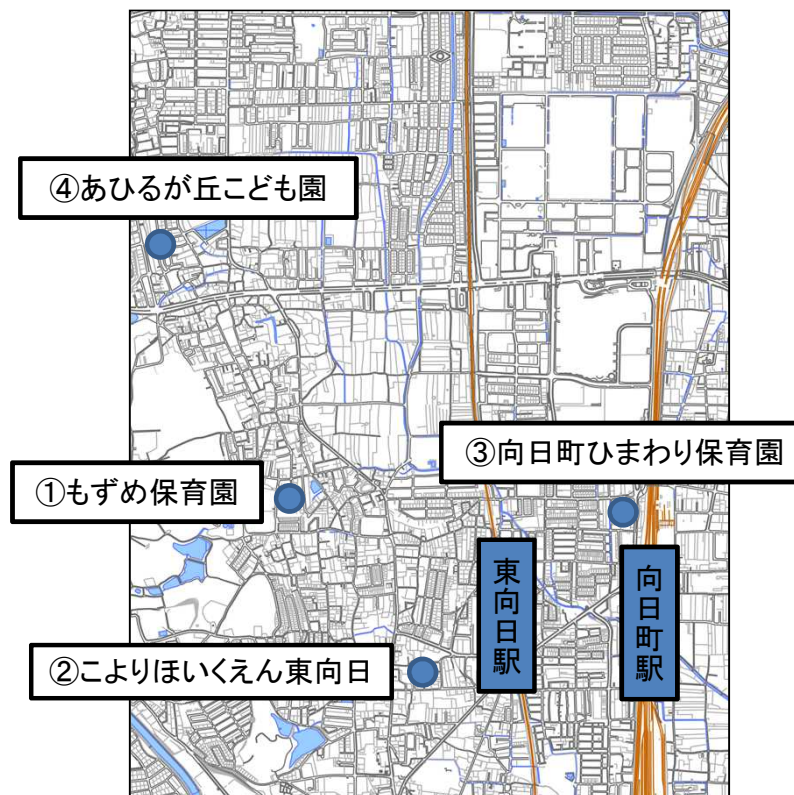 ④あひるが丘こども園
③向日町ひまわり保育園
①もずめ保育園
東向日駅
向日町駅
②こよりほいくえん東向日